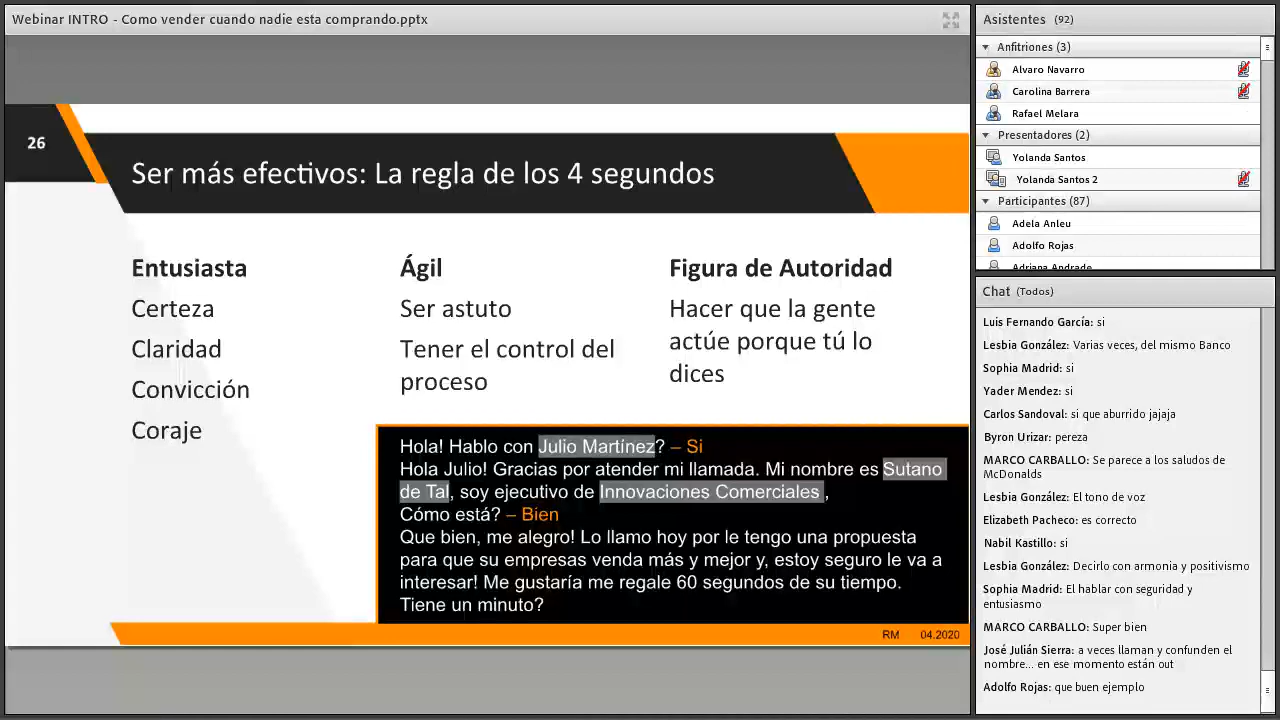 Webinar INTRO - Como vender cuando nadie esta comprando.pptx
26
Ser más efectivos: La regla de los 4 segundos
Entusiasta
Certeza
Claridad
Convicción
Coraje
Ágil
Ser astuto
Tener el control del
proceso
Figura de Autoridad
Hacer que la gente
actúe porque tú lo
dices
Hola! Hablo con Julio Martínez? – Si
Hola Julio! Gracias por atender mi llamada. Mi nombre es Sutano
de Tal, soy ejecutivo de Innovaciones Comerciales ,
Cómo está? – Bien
Que bien, me alegro! Lo llamo hoy por le tengo una propuesta
para que su empresas venda más y mejor y, estoy seguro le va a
interesar! Me gustaría me regale 60 segundos de su tiempo.
Tiene un minuto?
RM 04.2020
Asistentes (92)
Anfitriones (3)
Alvaro Navarro
Carolina Barrera
Rafael Melara
Presentadores (2)
Yolanda Santos
Yolanda Santos 2
Participantes (87)
Adela Anleu
Adolfo Rojas
Adriana Andrade
Chat (Todos)
Luis Fernando García: si
Lesbia González: Varias veces, del mismo Banco
Sophia Madrid: si
Yader Mendez: si
Carlos Sandoval: si que aburrido jajaja
Byron Urizar: pereza
MARCO CARBALLO: Se parece a los saludos de
McDonalds
Lesbia González: El tono de voz
Elizabeth Pacheco: es correcto
Nabil Kastillo: si
Lesbia González: Decirlo con armonia y positivismo
Sophia Madrid: El hablar con seguridad y
entusiasmo
MARCO CARBALLO: Super bien
José Julián Sierra: a veces llaman y confunden el
nombre... en ese momento están out
Adolfo Rojas: que buen ejemplo